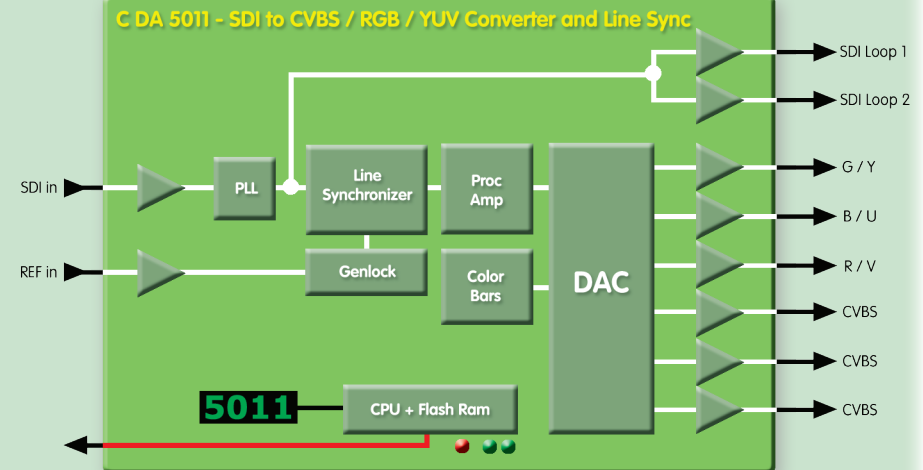 C DA 5011 - SDI to CVBS / RGB / YUV Converter and Line Sync
SDI Loop 1
SDI Loop 2
SDI in
PLL
Line
Synchronizer
Proc
Amp
G / Y
B / U
REF in
Genlock
Color
Bars
DAC
R / V
CVBS
CVBS
CVBS
5011
CPU + Flash Ram